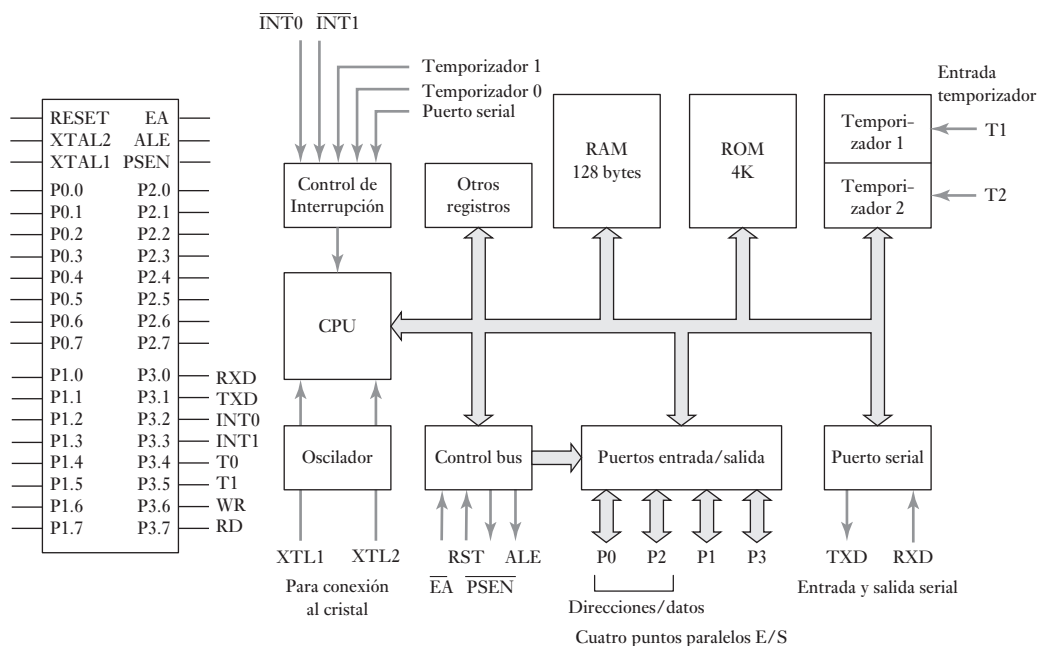 RESET EA
XTAL2 ALE
XTAL1 PSEN
P0.0 P2.0
P0.1 P2.1
P0.2 P2.2
P0.3 P2.3
P0.4 P2.4
P0.5 P2.5
P0.6 P2.6
P0.7 P2.7
P1.0 P3.0 RXD
P1.1 P3.1 TXD
P1.2 P3.2 INT0
P1.3 P3.3 INT1
P1.4 P3.4 T0
P1.5 P3.5 T1
P1.6 P3.6 WR
P1.7 P3.7 RD
INT0 INT1
Temporizador 1
Temporizador 0
Puerto serial
Control de
Interrupción
Otros
registros
RAM
128 bytes
ROM
4K
Entrada
temporizador
Tempori-
zador 1
T1
Tempori-
zador 2
T2
CPU
Oscilador
Control bus
Puertos entrada/salida
Puerto serial
XTL1 XTL2
Para conexión
al cristal
RST ALE
EA PSEN
P0 P2 P1 P3
Direcciones/datos
Cuatro puntos paralelos E/S
TXD RXD
Entrada y salida serial